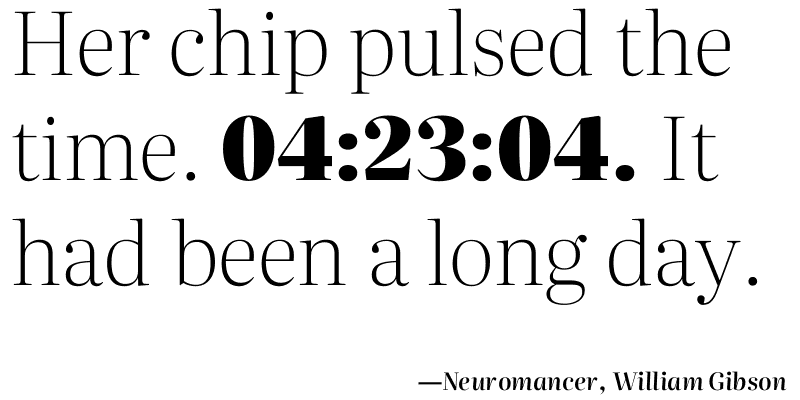 Her chip pulsed the
time. 04:23:04. It
had been a long day.
—Neuromancer, William Gibson